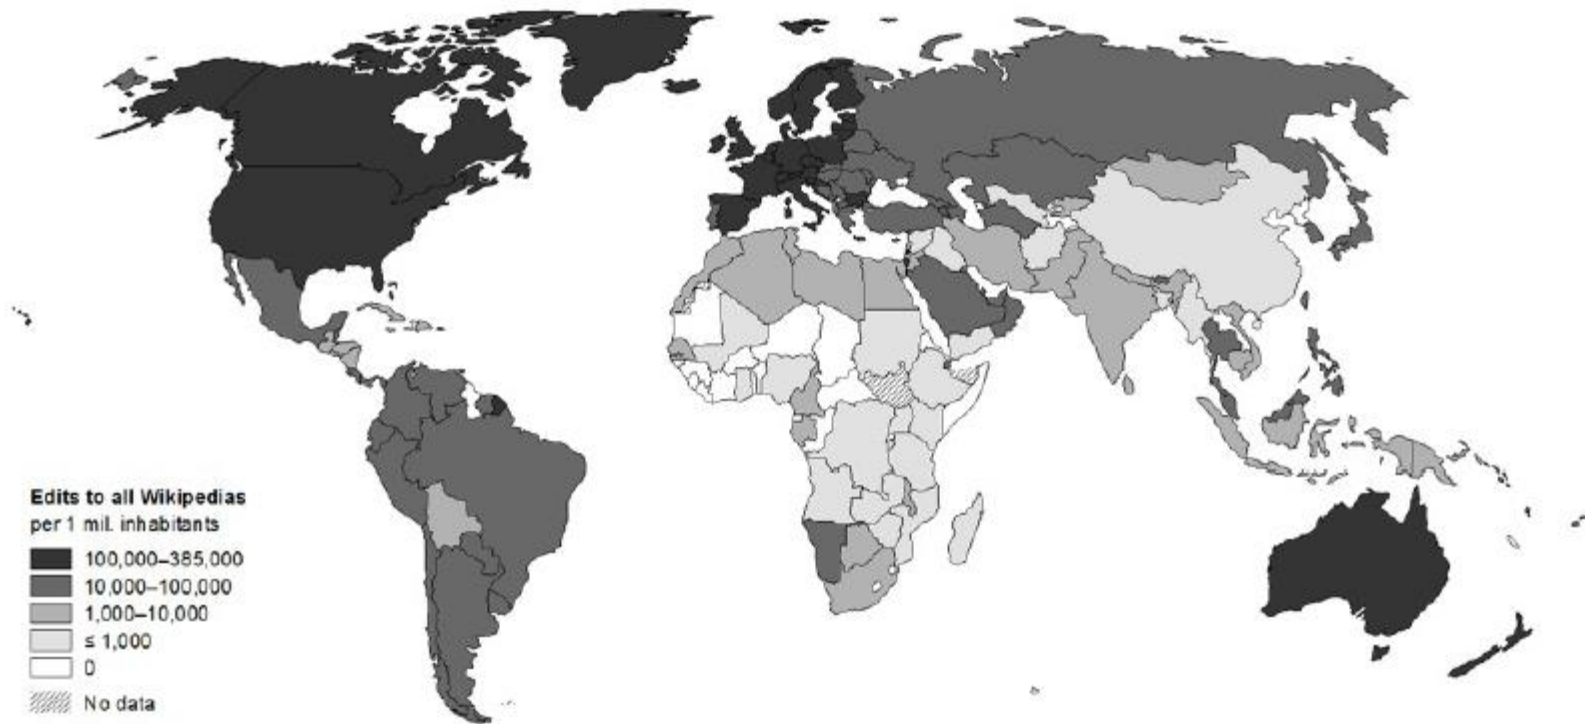 Edits to all Wikipedias
per 1 mil. inhabitants
100,000–385,000
10,000–100,000
1,000–10,000
≤ 1,000
0
No data